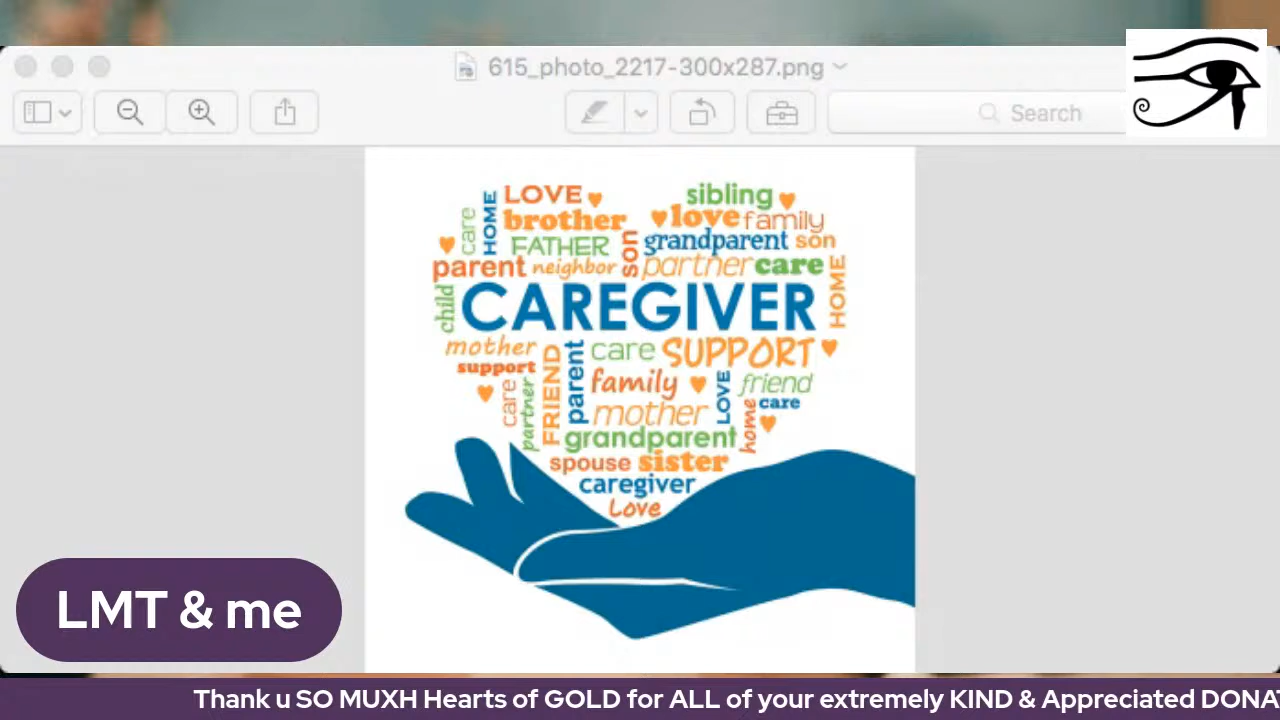 615_photo_2217-300x287.png
Search
LOVE
sibling
care
HOME
brother
love family
FATHER
son
grandparent son
parent neighbor
partner care
HOME
child
CAREGIVER
mother
FRIEND
parent
care SUPPORT
support
family
LOVE
friend
care
partner
mother
home
care
grandparent
spouse sister
caregiver
Love
LMT & me
Thank u SO MUXH Hearts of GOLD for ALL of your extremely KIND & Appreciated DONA